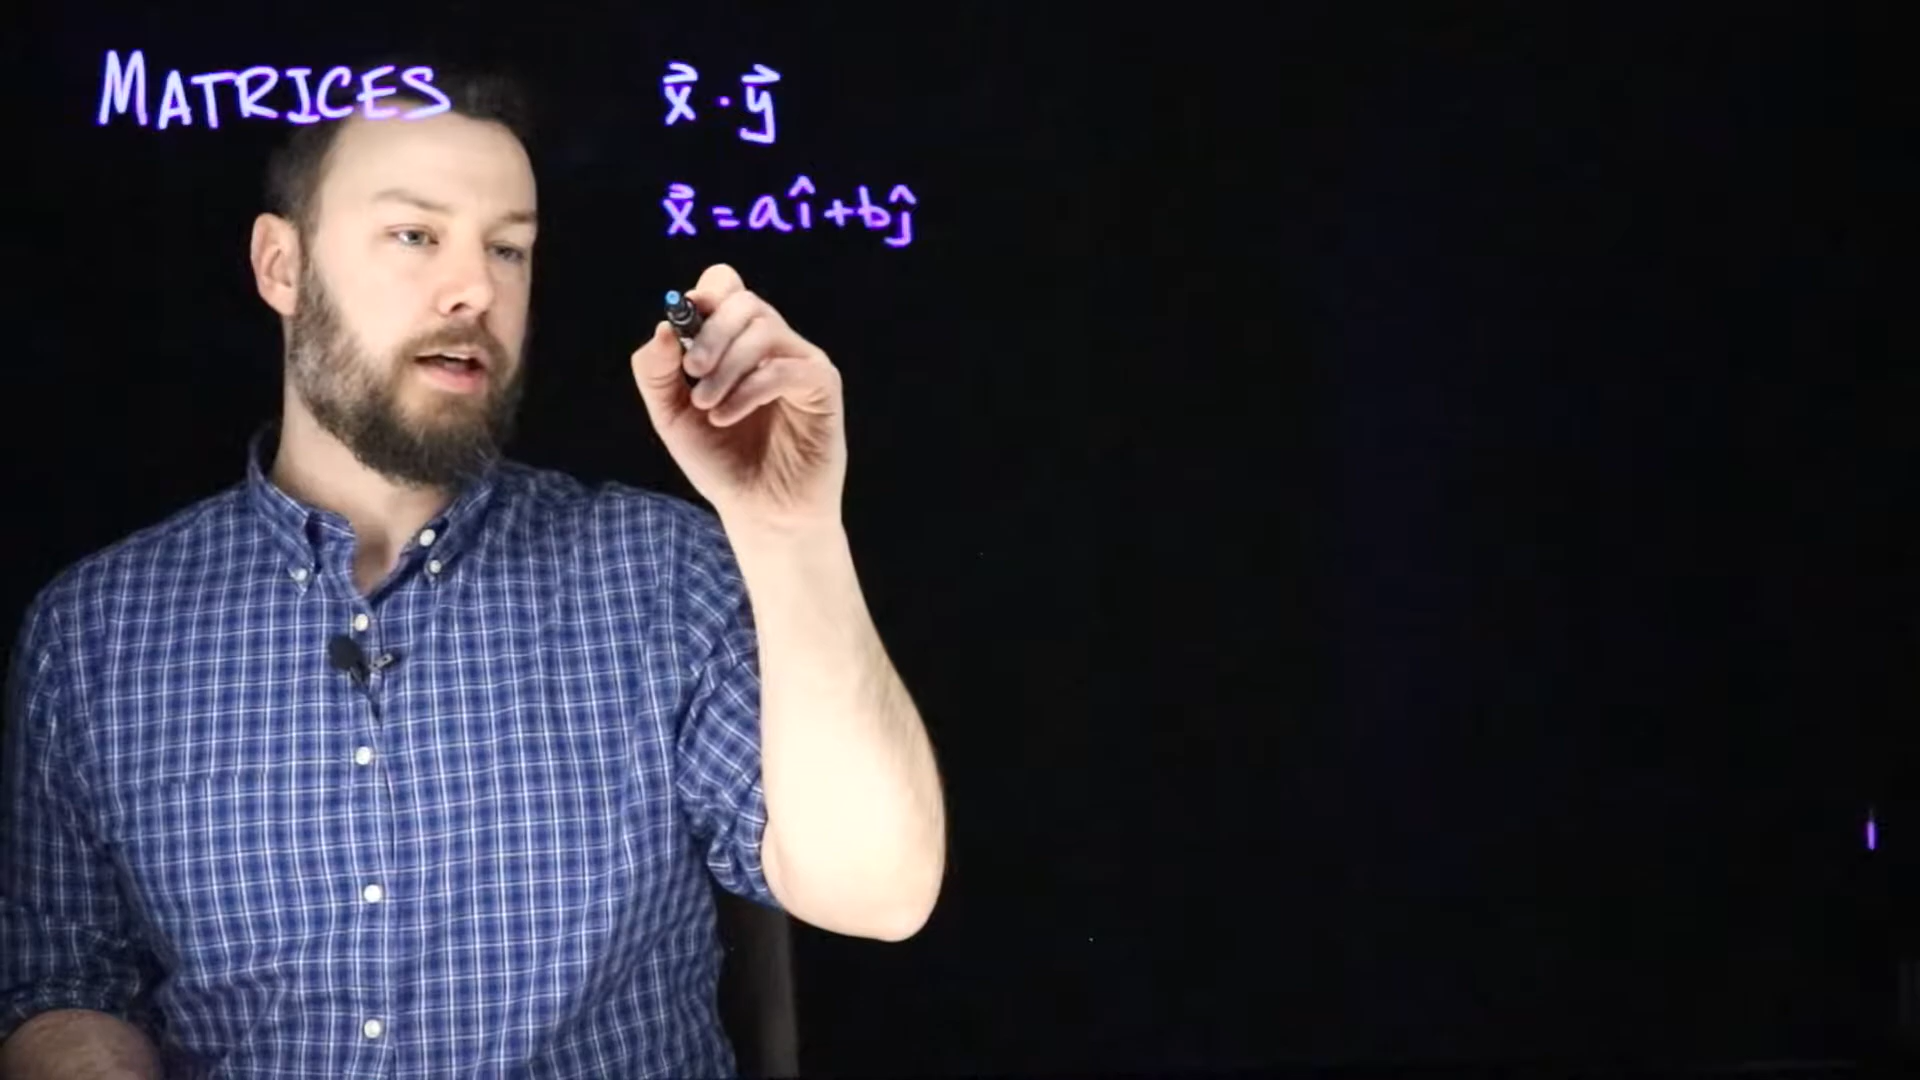 MATRICES
x⃗ · y⃗
x⃗ = aî + bĵ